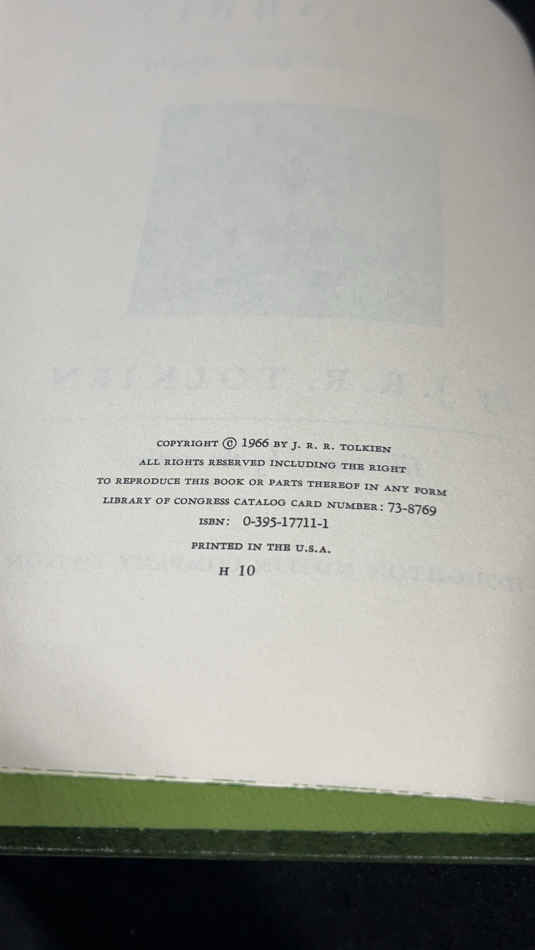 COPYRIGHT © 1966 BY J. R. R. TOLKIEN
ALL RIGHTS RESERVED INCLUDING THE RIGHT
TO REPRODUCE THIS BOOK OR PARTS THEREOF IN ANY FORM
LIBRARY OF CONGRESS CATALOG CARD NUMBER: 73-8769
ISBN: 0-395-17711-1
PRINTED IN THE U.S.A.
H 10